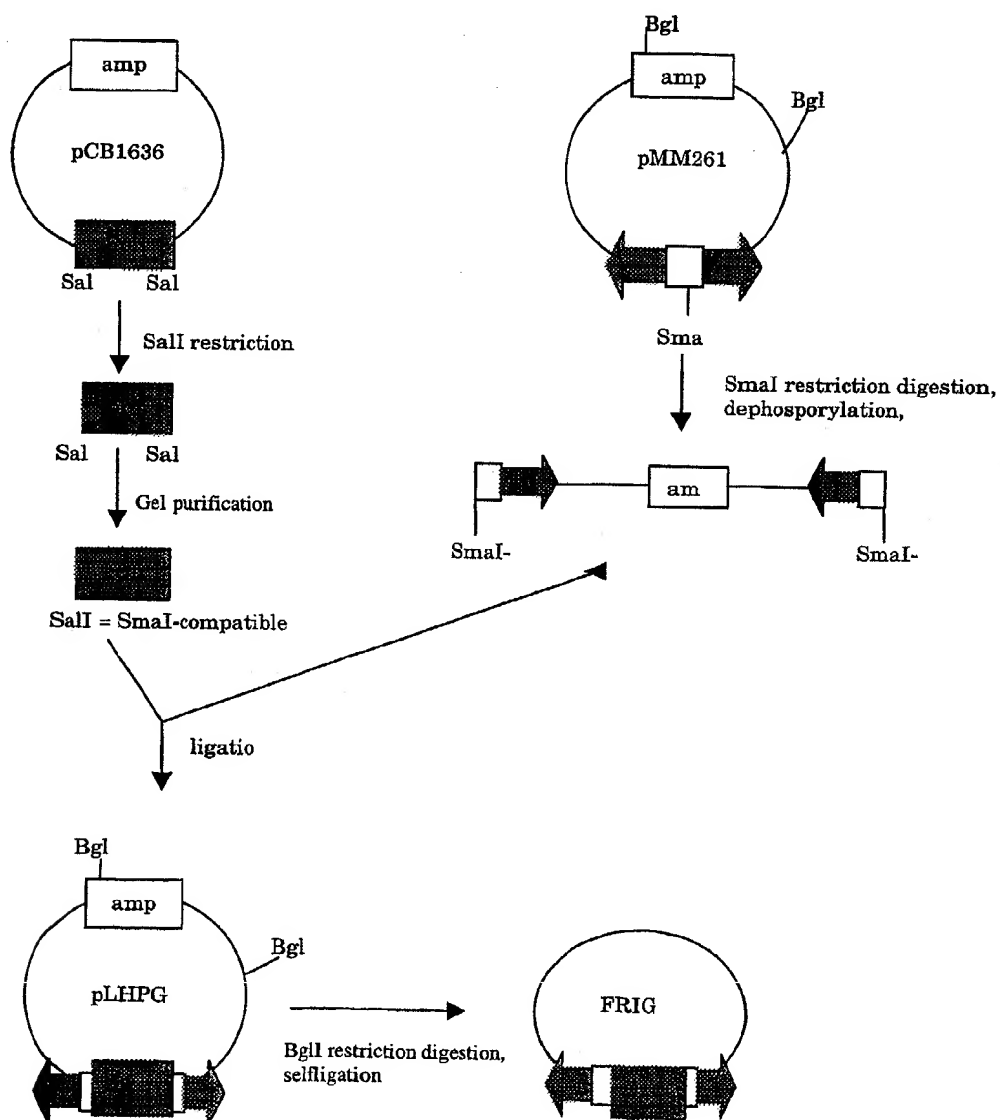 amp
pCB1636
Sal Sal
SalI restriction
Sal Sal
Gel purification
SalI = SmaI-compatible
Bgl
amp
Bgl
pMM261
Sma
SmaI restriction digestion,
dephosporylation,
am
SmaI-
SmaI-
ligatio
Bgl
amp
Bgl
pLHPG
BglI restriction digestion,
selfligation
FRIG